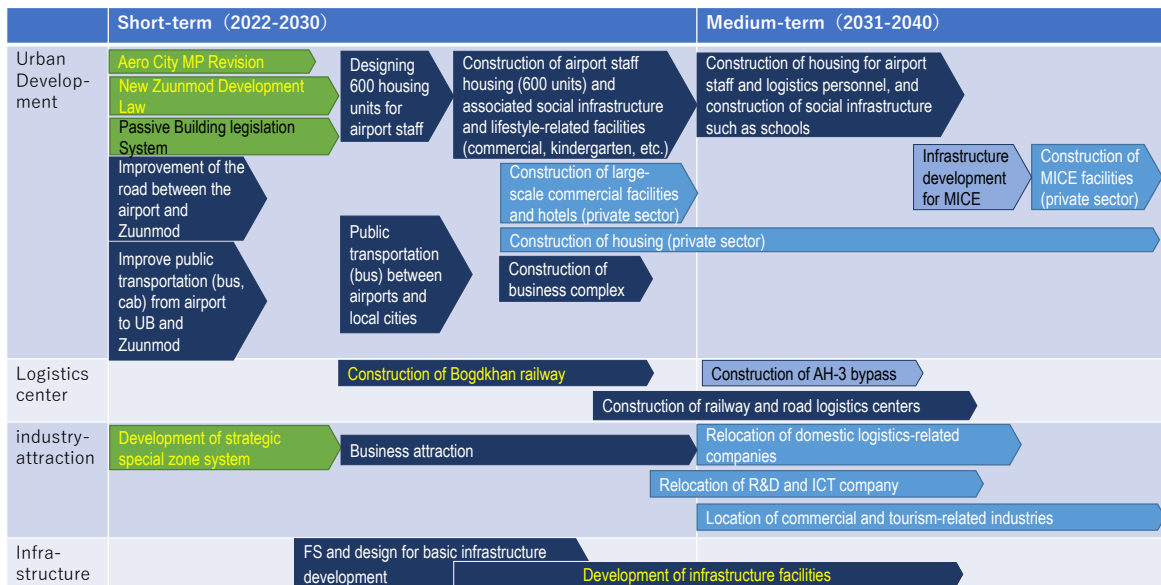 Short-term（2022-2030）
Medium-term（2031-2040）
Urban
Develop-
ment
Aero City MP Revision
New Zuunmod Development
Law
Passive Building legislation
System
Improvement of the
road between the
airport and
Zuunmod
Improve public
transportation (bus,
cab) from airport
to UB and
Zuunmod
Designing
600 housing
units for
airport staff
Public
transportation
(bus) between
airports and
local cities
Construction of airport staff
housing (600 units) and
associated social infrastructure
and lifestyle-related facilities
(commercial, kindergarten, etc.)
Construction of large-
scale commercial facilities
and hotels (private sector)
Construction of housing (private sector)
Construction of
business complex
Construction of housing for airport
staff and logistics personnel, and
construction of social infrastructure
such as schools
Infrastructure
development
for MICE
Construction of
MICE facilities
(private sector)
Logistics
center
Construction of Bogdkhan railway
Construction of AH-3 bypass
Construction of railway and road logistics centers
industry-
attraction
Development of strategic
special zone system
Business attraction
Relocation of domestic logistics-related
companies
Relocation of R&D and ICT company
Location of commercial and tourism-related industries
Infra-
structure
FS and design for basic infrastructure
development
Development of infrastructure facilities